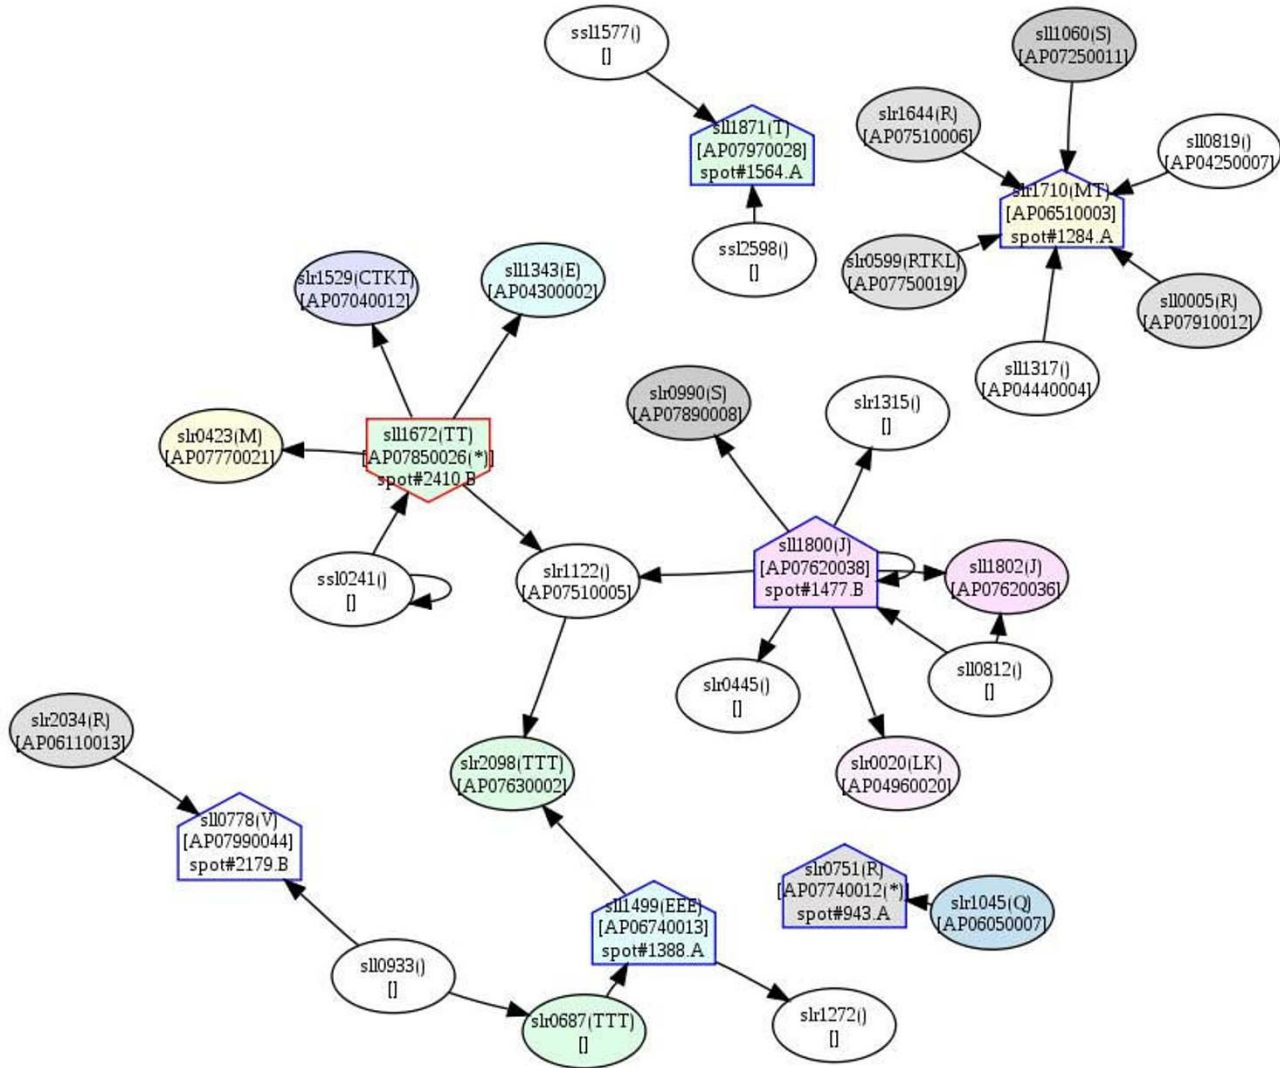 ssl1577()
[]
sll1060(S)
[AP07250011]
slr1644(R)
[AP07510006]
sll0819()
[AP04250007]
sll1871(T)
[AP07970028]
spot#1564.A
slr1710(MT)
[AP06510003]
spot#1284.A
ssl2598()
[]
slr0599(RTKL)
[AP07750019]
sll0005(R)
[AP07910012]
slr1529(CTKT)
[AP07040012]
sll1343(E)
[AP04300002]
sll1317()
[AP04440004]
slr0990(S)
[AP07890008]
slr1315()
[]
slr0423(M)
[AP07770021]
sll1672(TT)
[AP07850026(*)]
spot#2410.B
sll1800(J)
[AP07620038]
spot#1477.B
sll1802(J)
[AP07620036]
ssl0241()
[]
slr1122()
[AP07510005]
slr0445()
[]
sll0812()
[]
slr2034(R)
[AP06110013]
slr2098(TTT)
[AP07630002]
slr0020(LK)
[AP04960020]
sll0778(V)
[AP07990044]
spot#2179.B
slr0751(R)
[AP07740012(*)]
spot#943.A
slr1045(Q)
[AP06050007]
sll1499(EEE)
[AP06740013]
spot#1388.A
sll0933()
[]
slr0687(TTT)
[]
slr1272()
[]